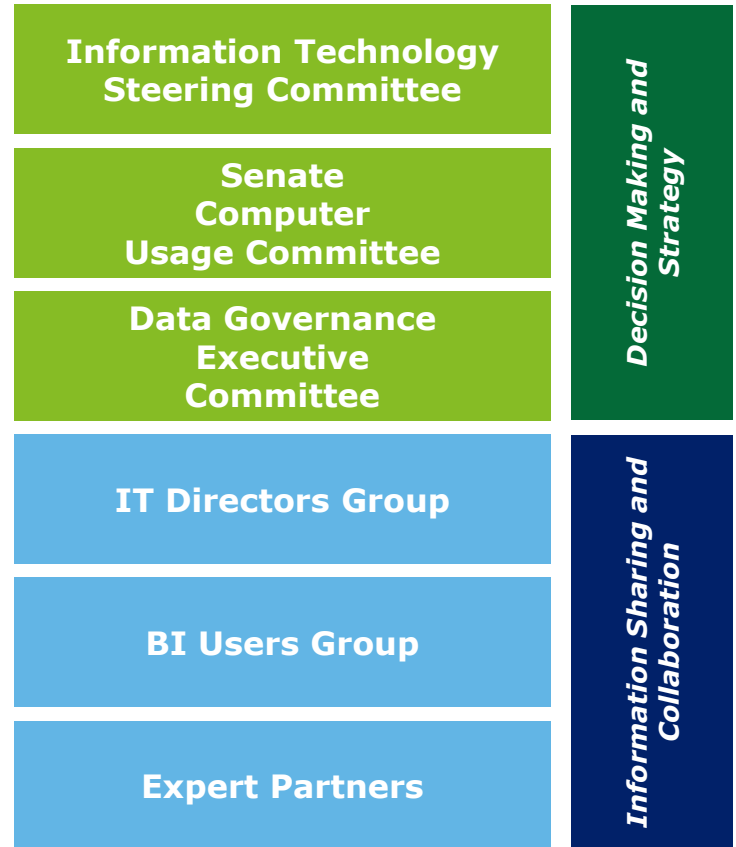 Information Technology
Steering Committee
Senate
Computer
Usage Committee
Data Governance
Executive
Committee
Decision Making and
Strategy
IT Directors Group
BI Users Group
Expert Partners
Information Sharing and
Collaboration